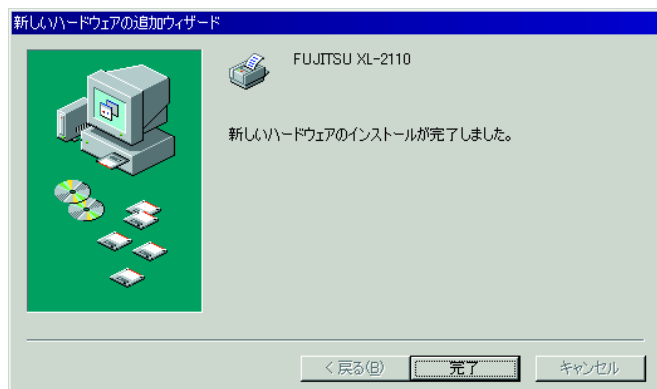 新しいハードウェアの追加ウィザード
FUJITSU XL-2110
新しいハードウェアのインストールが完了しました。
< 戻る(B)
完了
キャンセル